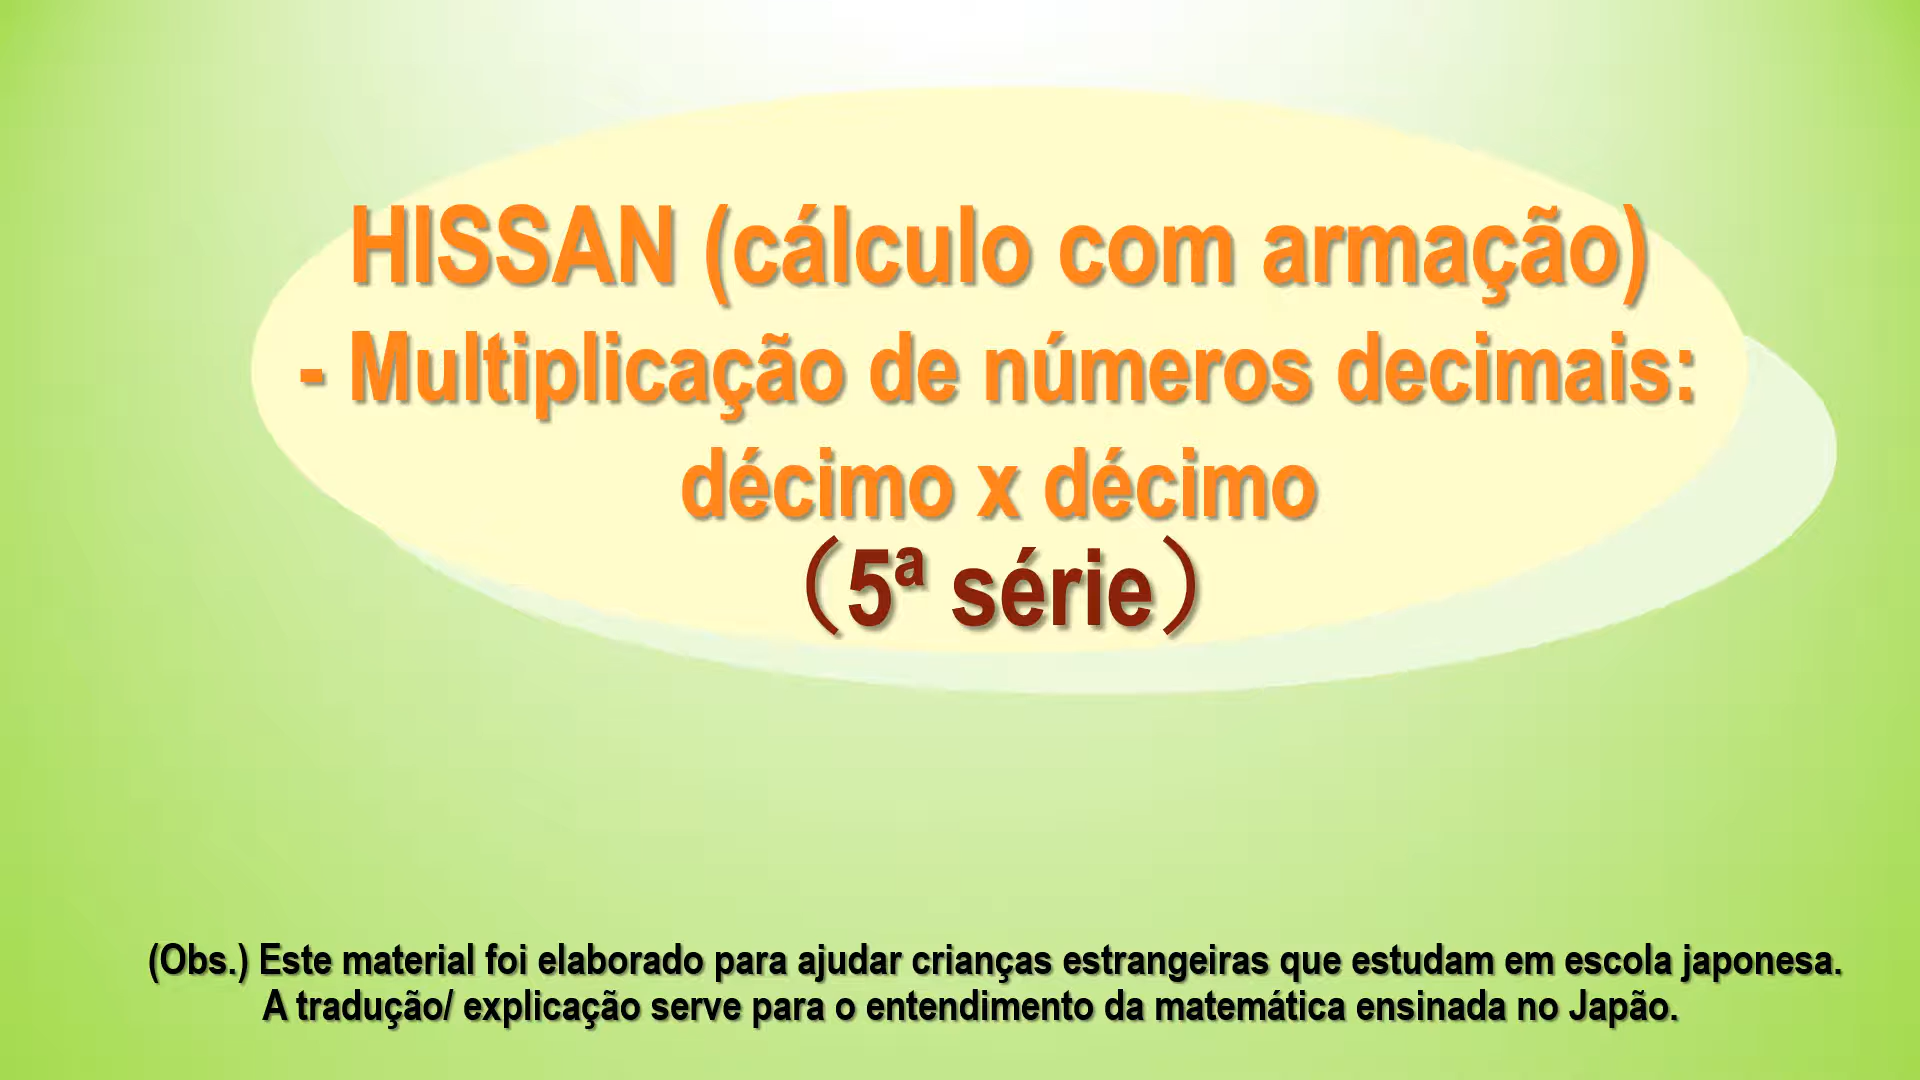 HISSAN (cálculo com armação)
- Multiplicação de números decimais:
décimo x décimo
（5ª série）
(Obs.) Este material foi elaborado para ajudar crianças estrangeiras que estudam em escola japonesa.
A tradução/ explicação serve para o entendimento da matemática ensinada no Japão.